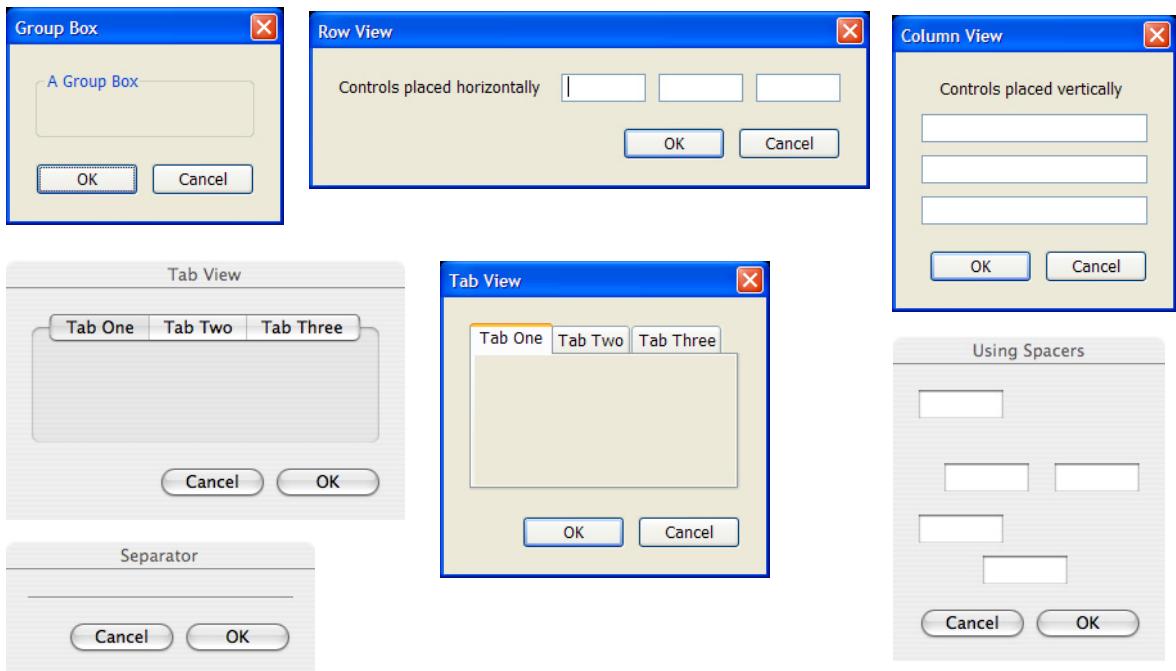 Group Box
A Group Box
OK Cancel
Row View
Controls placed horizontally
OK Cancel
Column View
Controls placed vertically
OK Cancel
Tab View
Tab One Tab Two Tab Three
Cancel OK
Tab View
Tab One Tab Two Tab Three
OK Cancel
Using Spacers
Cancel OK
Separator
Cancel OK